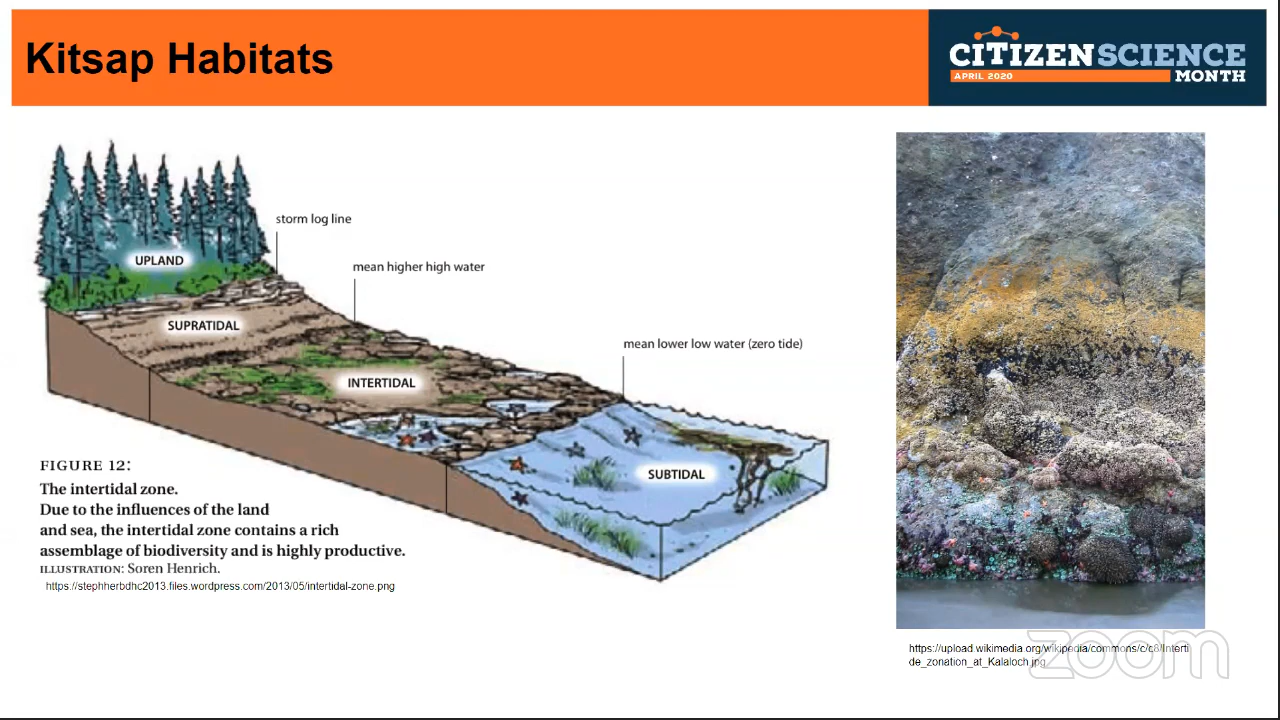 Kitsap Habitats
CITIZENSCIENCE
APRIL 2020
MONTH
storm log line
UPLAND
mean higher high water
SUPRATIDAL
mean lower low water (zero tide)
INTERTIDAL
SUBTIDAL
FIGURE 12:
The intertidal zone.
Due to the influences of the land
and sea, the intertidal zone contains a rich
assemblage of biodiversity and is highly productive.
ILLUSTRATION: Soren Henrich.
https://stephherbdhc2013.files.wordpress.com/2013/05/intertidal-zone.png
https://upload.wikimedia.org/wikipedia/commons/c/c8/Interti
de_zonation_at_Kalaloch.jpg
zoom